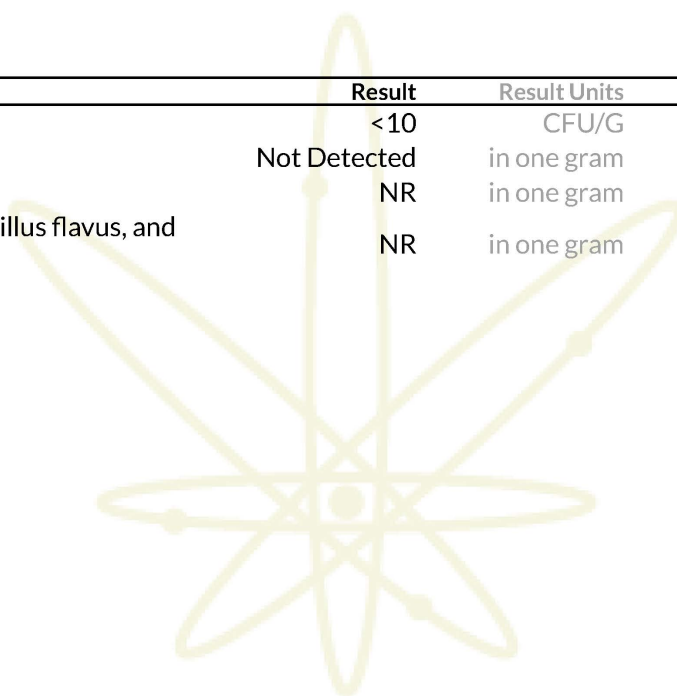 Result Result Units
<10 CFU/G
Not Detected in one gram
NR in one gram
illus flavus, and
NR in one gram